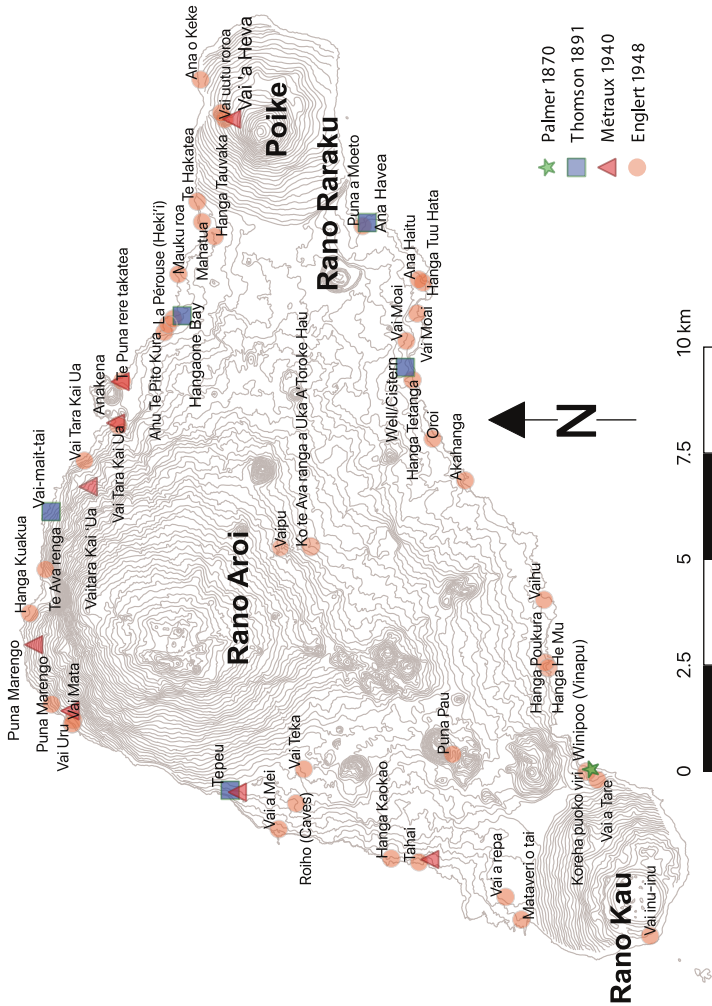 Puna Marengo
Hanga Kuakua
Puna Marengo
Te Ava renga
Vai-mait-tai
Vai Uru
Vai Mata
Vaitara Kai 'Ua
Vai Tara Kai Ua
Vai Tara Kai Ua
Anakena
Te Puna rere takatea
Ahu Te Pito Kura
La Pérouse (Heki'i)
Hangaone Bay
Mauku roa
Mahatua
Te Hakatea
Hanga Tauvaka
Ana o Keke
Vai uutu roroa
Vai 'a Heva
Poike
Rano Raraku
Puna a Moeto
Ana Havea
Ana Haitu
Hanga Tuu Hata
Vai Moai
Vai Moai
Well/Cistern
Hanga Tetanga
Oroi
Akahanga
Rano Aroi
Vaipu
Ko te Ava ranga a Uka A'Toroke Hau
Tepeu
Vai a Mei
Vai Teka
Roiho (Caves)
Hanga Kaokao
Tahai
Puna Pau
Vaihu
Hanga Poukura
Hanga He Mu
Winipoo (Vinapu)
Koreha puoko viri
Vai a Tare
Vai a repa
Mataveri o tai
Rano Kau
Vai inu-inu
Palmer 1870
Thomson 1891
Métraux 1940
Englert 1948
N
0
2.5
5
7.5
10 km